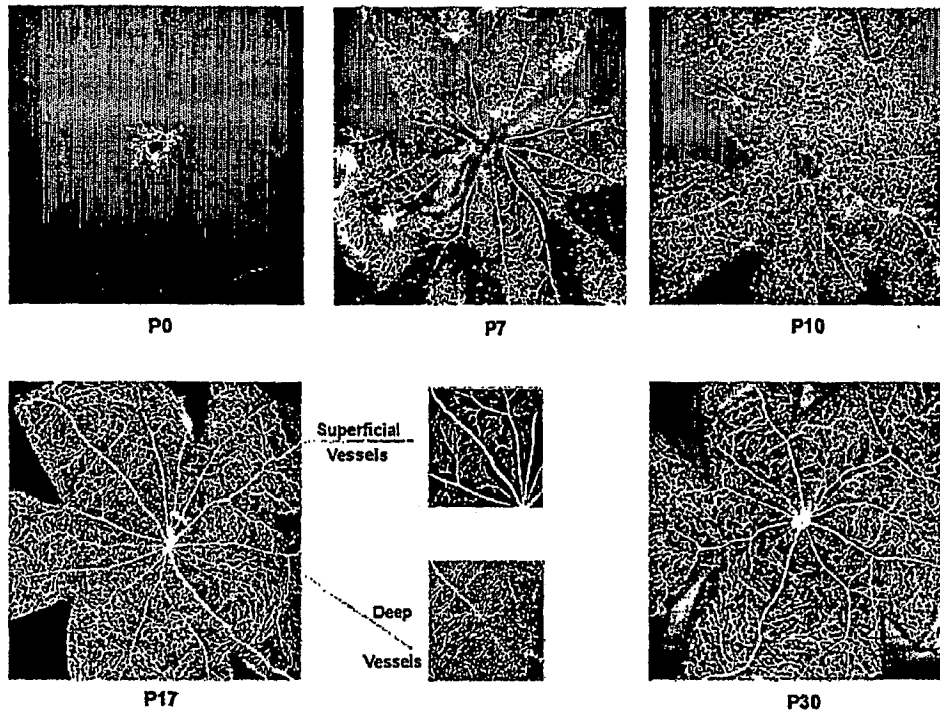 P0
P7
P10
Superficial
Vessels
Deep
Vessels
P17
P30